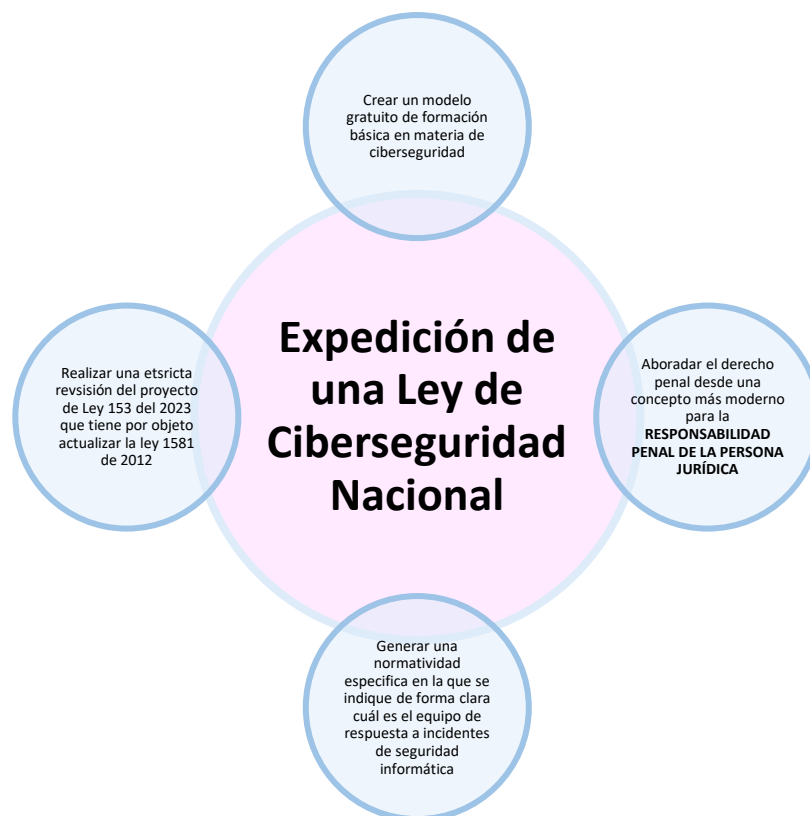 Crear un modelo
gratuito de formación
básica en materia de
ciberseguridad
Expedición de
una Ley de
Ciberseguridad
Nacional
Realizar una etsricta
revsisión del proyecto
de Ley 153 del 2023
que tiene por objeto
actualizar la ley 1581
de 2012
Aboradar el derecho
penal desde una
concepto más moderno
para la
RESPONSABILIDAD
PENAL DE LA PERSONA
JURÍDICA
Generar una
normatividad
especifica en la que se
indique de forma clara
cuál es el equipo de
respuesta a incidentes
de seguridad
informática